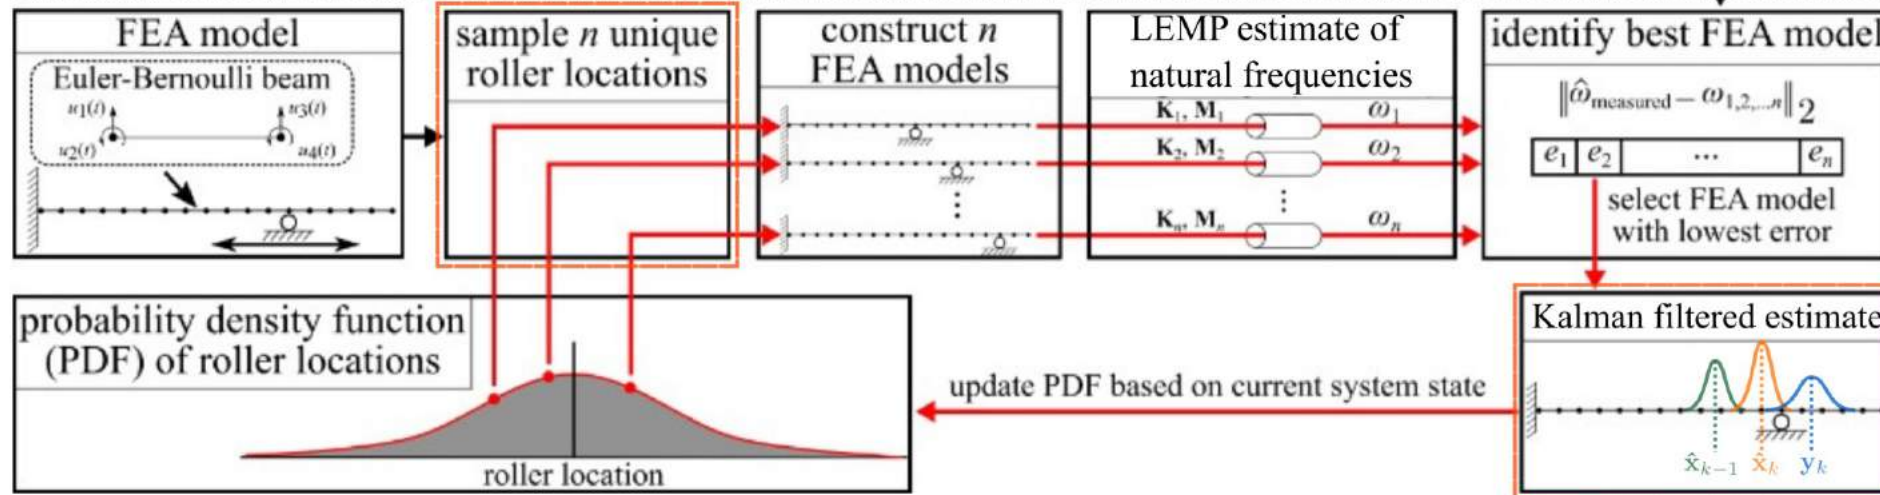 FEA model
Euler-Bernoulli beam
u₁(t)
u₃(t)
u₂(t)
u₄(t)
sample n unique
roller locations
construct n
FEA models
⋮
LEMP estimate of
natural frequencies
K₁, M₁ ω₁
K₂, M₂ ω₂
⋮
Kₙ, Mₙ ωₙ
identify best FEA model
‖ω̂measured − ω₁,₂,...ₙ‖₂
e₁ e₂ ... eₙ
select FEA model
with lowest error
probability density function
(PDF) of roller locations
roller location
update PDF based on current system state
Kalman filtered estimate
x̂ₖ₋₁ x̂ₖ yₖ